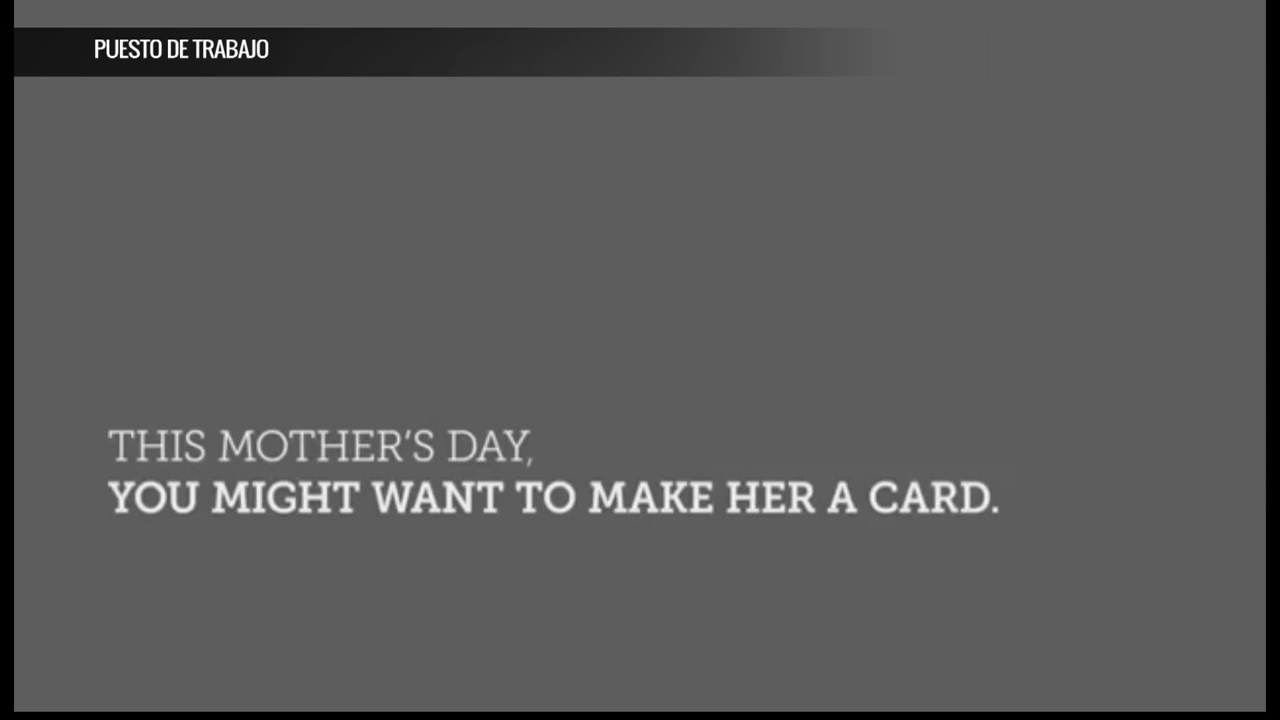 PUESTO DE TRABAJO
THIS MOTHER'S DAY,
YOU MIGHT WANT TO MAKE HER A CARD.